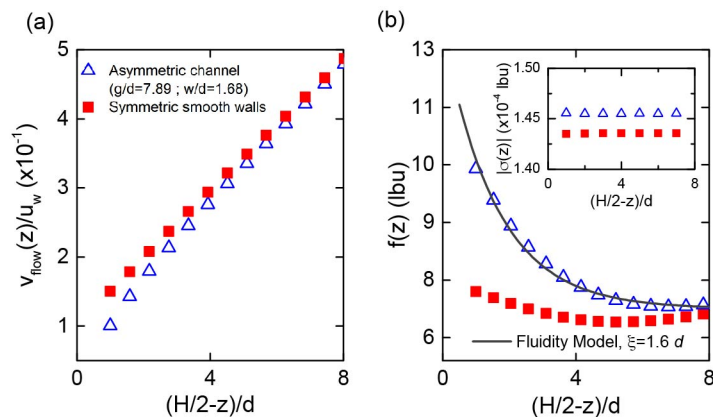 (a)
5
4
3
2
1
0
4
8
v_flow(z)/u_w (x10^-1)
(H/2-z)/d
Asymmetric channel
(g/d=7.89 ; w/d=1.68)
Symmetric smooth walls
(b)
13
11
10
9
8
6
0
4
8
f(z) (lbu)
(H/2-z)/d
Fluidity Model, ξ=1.6 d
1.50
1.45
1.40
0
4
8
|σ(z)| (x10^-4 lbu)
(H/2-z)/d